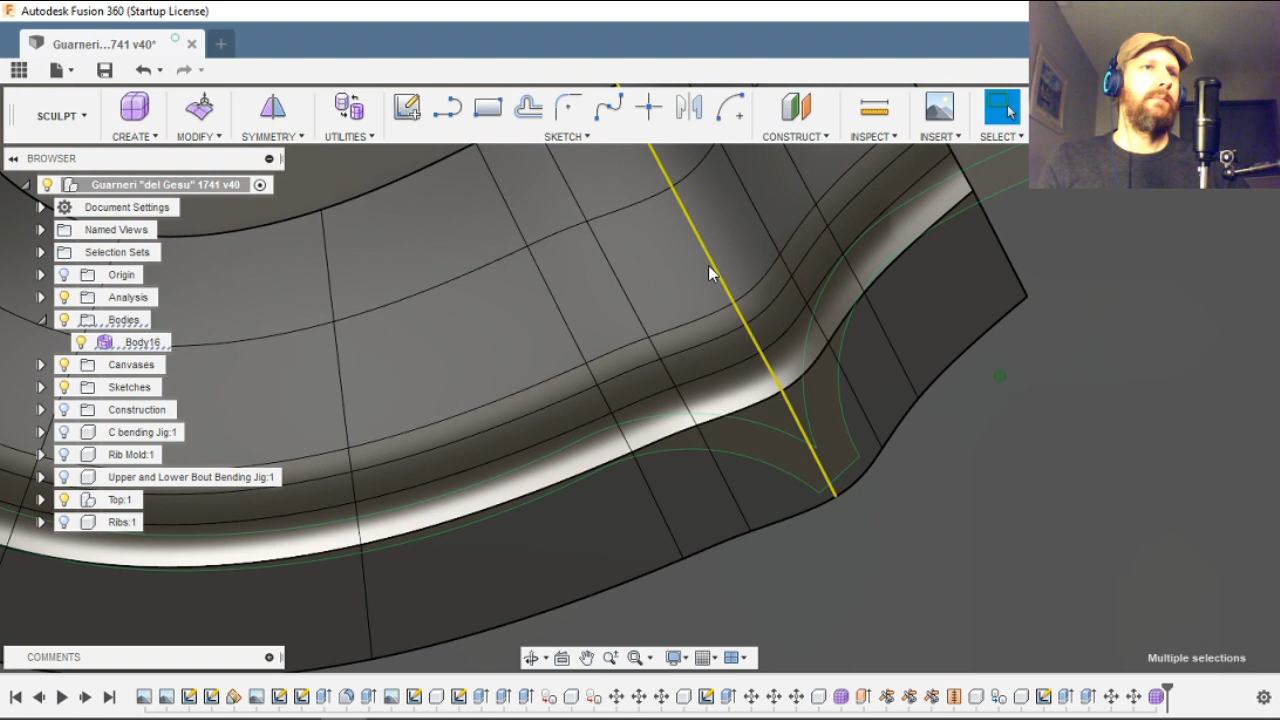 Autodesk Fusion 360 (Startup License)
Guarneri...741 v40*
SCULPT
CREATE
MODIFY
SYMMETRY
UTILITIES
SKETCH
CONSTRUCT
INSPECT
INSERT
SELECT
BROWSER
Guarneri "del Gesu" 1741 v40
Document Settings
Named Views
Selection Sets
Origin
Analysis
Bodies
Body16
Canvases
Sketches
Construction
C bending Jig:1
Rib Mold:1
Upper and Lower Bout Bending Jig:1
Top:1
Ribs:1
COMMENTS
Multiple selections